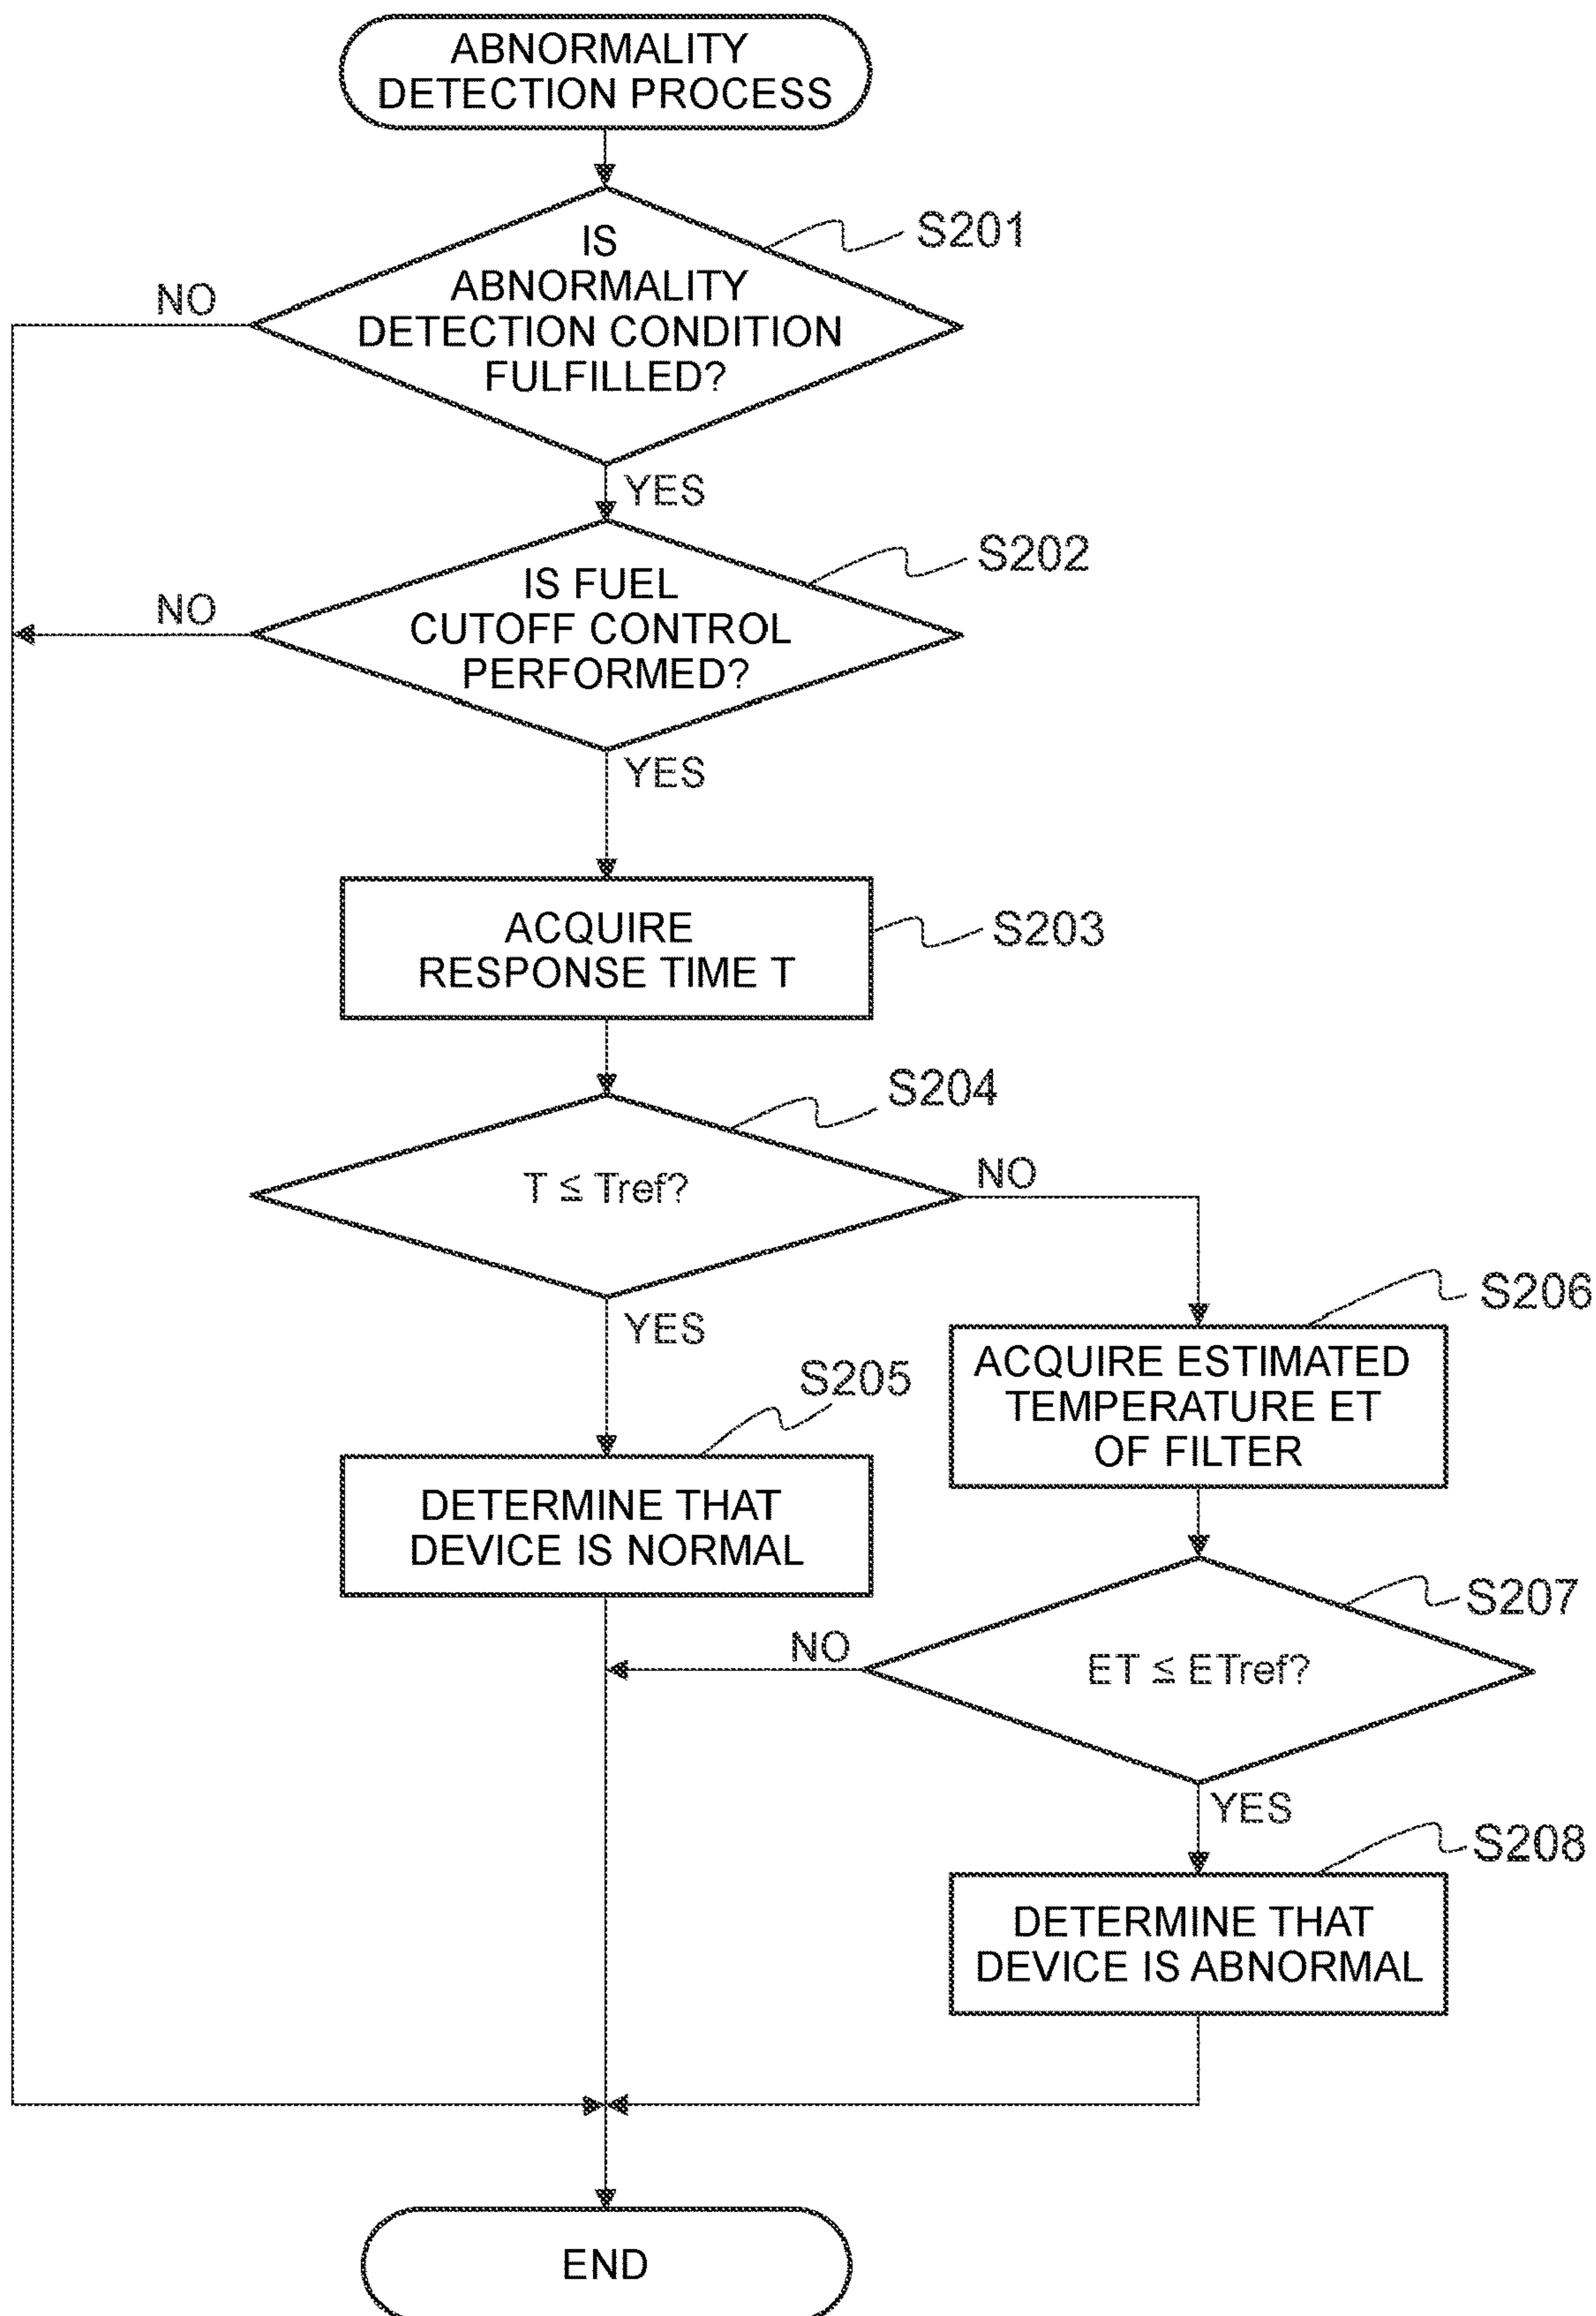 ABNORMALITY
DETECTION PROCESS
S201
IS
ABNORMALITY
DETECTION CONDITION
FULFILLED?
NO
YES
S202
IS FUEL
CUTOFF CONTROL
PERFORMED?
NO
YES
ACQUIRE
RESPONSE TIME T
S203
S204
T ≦ Tref?
NO
YES
S206
ACQUIRE ESTIMATED
TEMPERATURE ET
OF FILTER
S205
DETERMINE THAT
DEVICE IS NORMAL
S207
ET ≦ ETref?
NO
YES
S208
DETERMINE THAT
DEVICE IS ABNORMAL
END